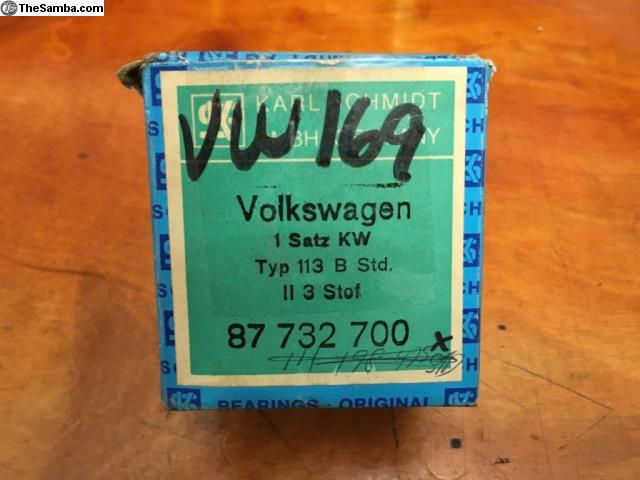 TheSamba.com
KARL SCHMIDT
VW 169
Volkswagen
1 Satz KW
Typ 113 B Std.
II 3 Stof
87 732 700 x
BEARINGS · ORIGINAL